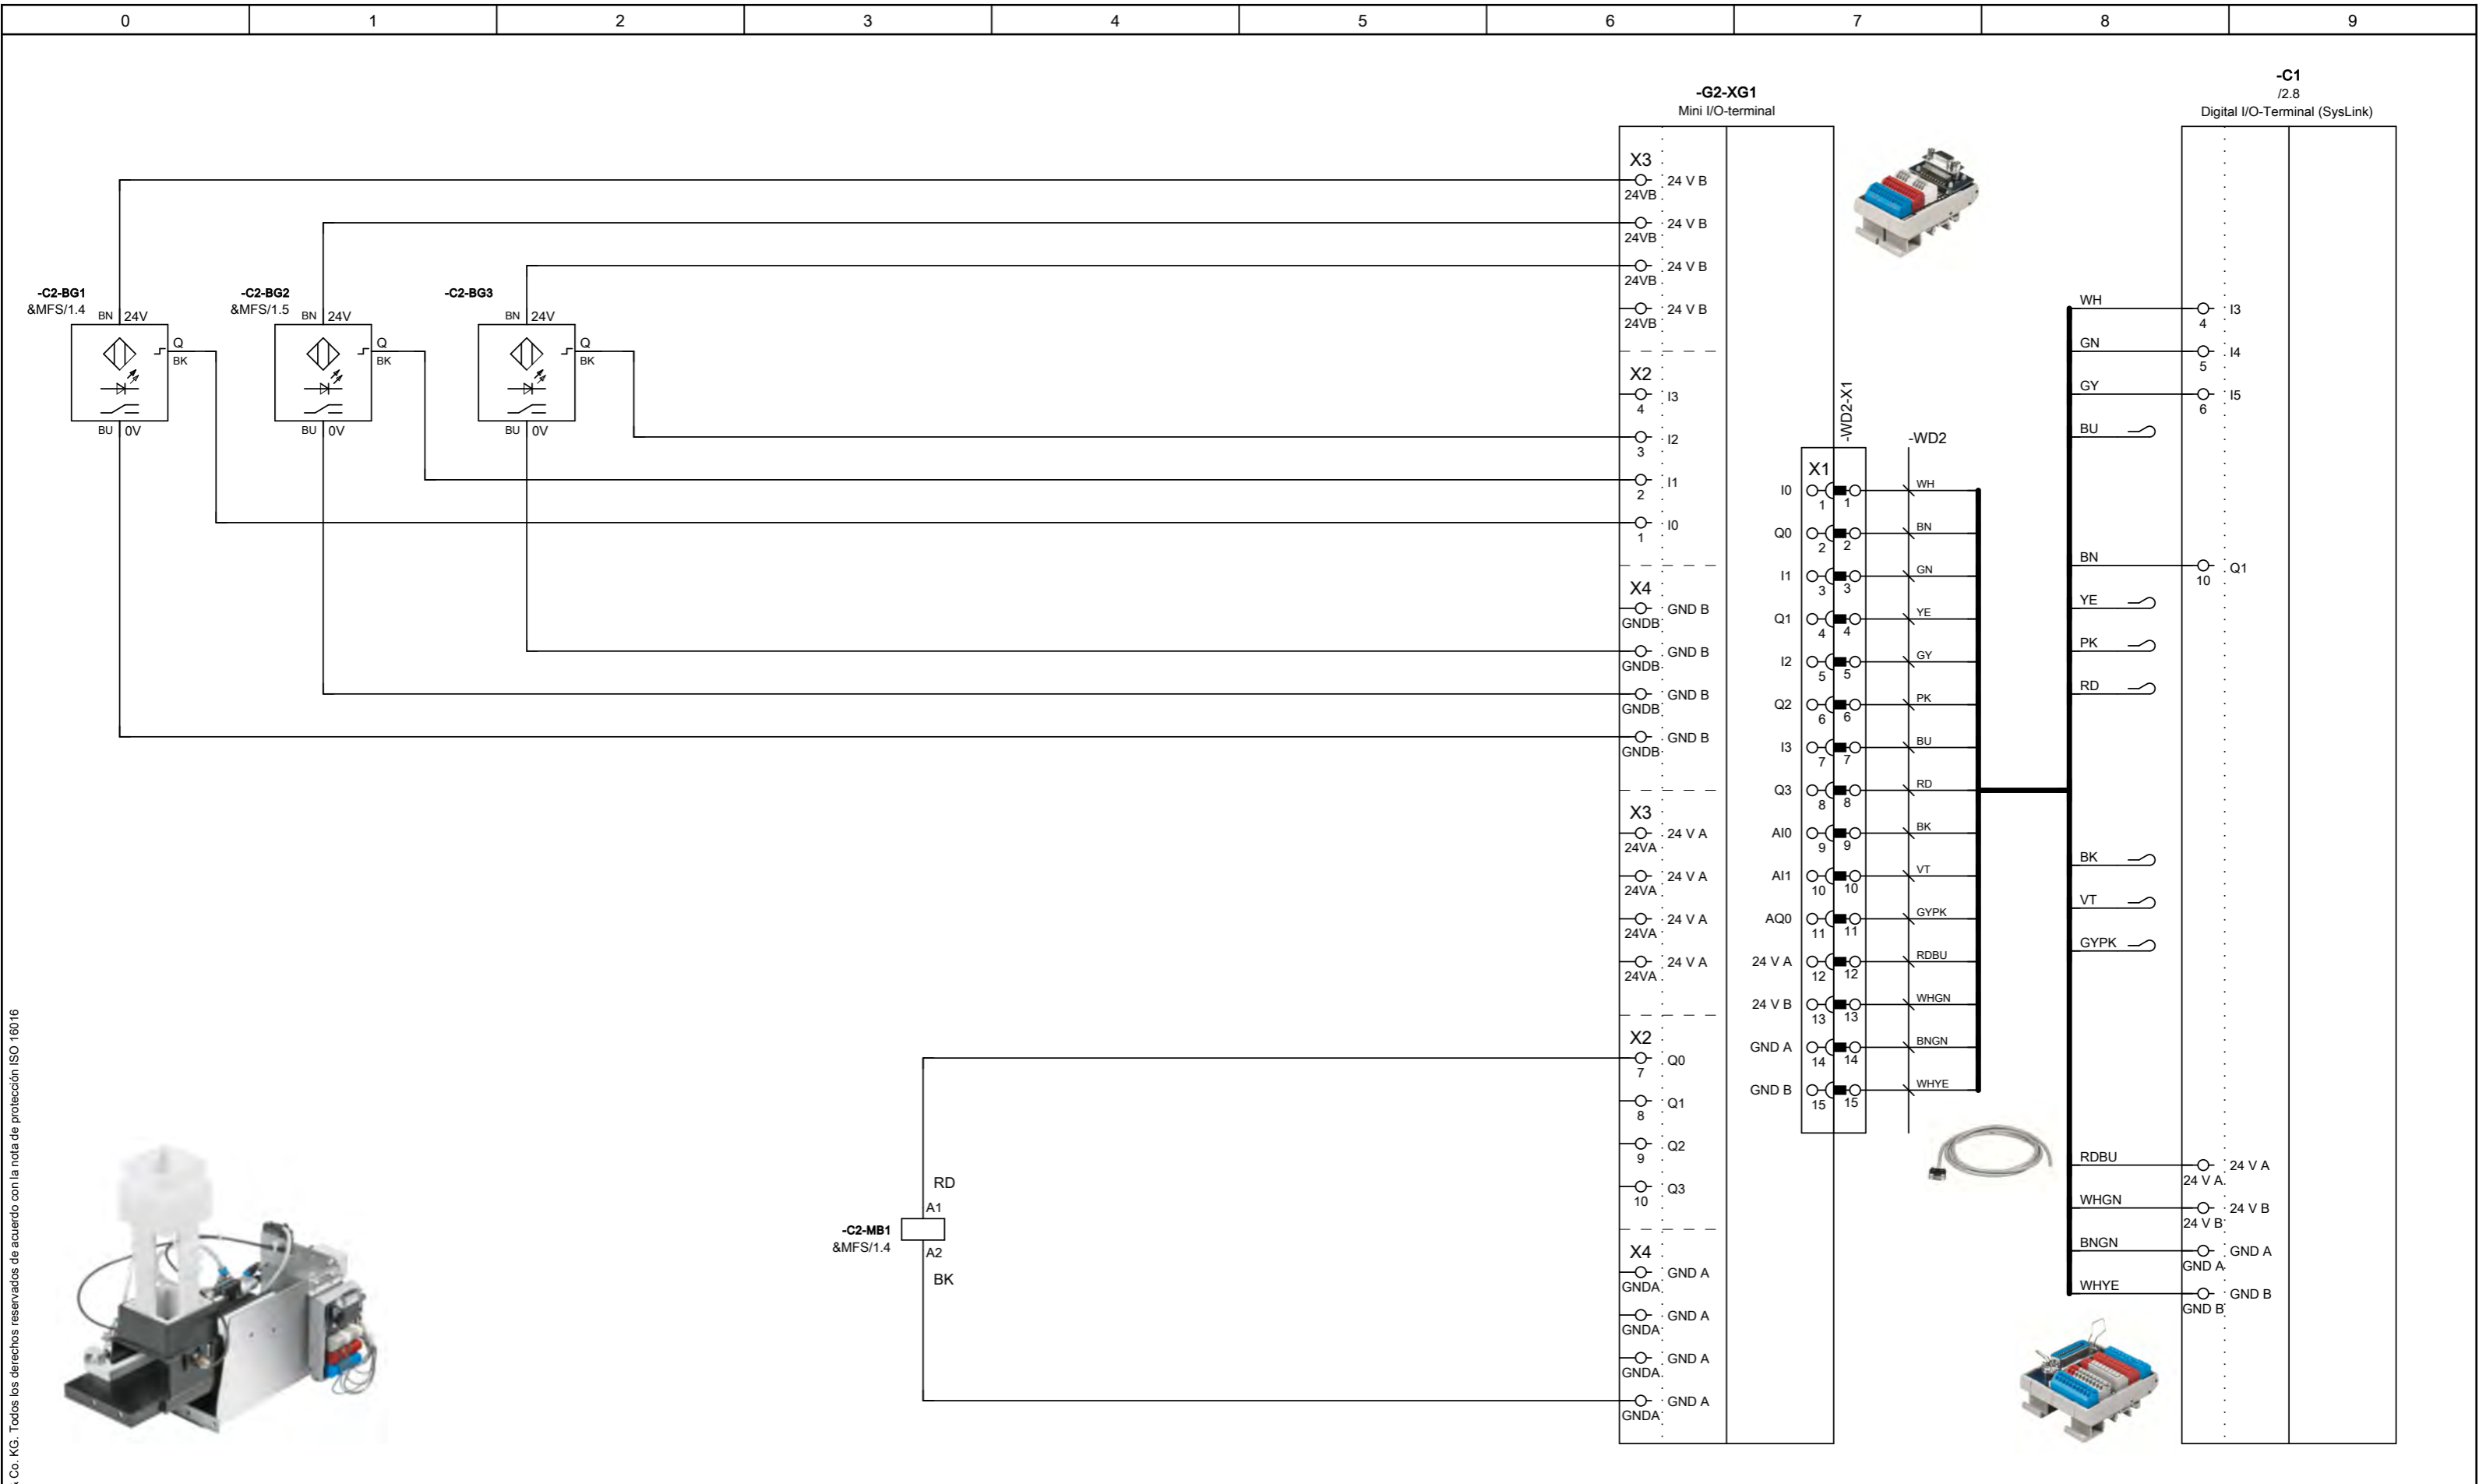 0 1 2 3 4 5 6 7 8 9
-C1
/2.8
Digital I/O-Terminal (SysLink)
-G2-XG1
Mini I/O-terminal
X3
24 V B
24VB
24 V B
24VB
24 V B
24VB
24 V B
24VB
-C2-BG1
&MFS/1.4
BN 24V
Q
BK
BU 0V
-C2-BG2
&MFS/1.5
BN 24V
Q
BK
BU 0V
-C2-BG3
BN 24V
Q
BK
BU 0V
X2
I3
4
I2
3
I1
2
I0
1
X4
GND B
GNDB
GND B
GNDB
GND B
GNDB
GND B
GNDB
X3
24 V A
24VA
24 V A
24VA
24 V A
24VA
24 V A
24VA
X2
Q0
7
Q1
8
Q2
9
Q3
10
X4
GND A
GNDA
GND A
GNDA
GND A
GNDA
GND A
GNDA
RD
A1
-C2-MB1
&MFS/1.4
A2
BK
-WD2-X1
-WD2
X1
I0 1 1 WH
Q0 2 2 BN
I1 3 3 GN
Q1 4 4 YE
I2 5 5 GY
Q2 6 6 PK
I3 7 7 BU
Q3 8 8 RD
AI0 9 9 BK
AI1 10 10 VT
AQ0 11 11 GYPK
24 V A 12 12 RDBU
24 V B 13 13 WHGN
GND A 14 14 BNGN
GND B 15 15 WHYE
WH I3
4
GN I4
5
GY I5
6
BU
BN Q1
10
YE
PK
RD
BK
VT
GYPK
RDBU 24 V A
24 V A
WHGN 24 V B
24 V B
BNGN GND A
GND A
WHYE GND B
GND B
Co. KG. Todos los derechos reservados de acuerdo con la nota de protección ISO 16016